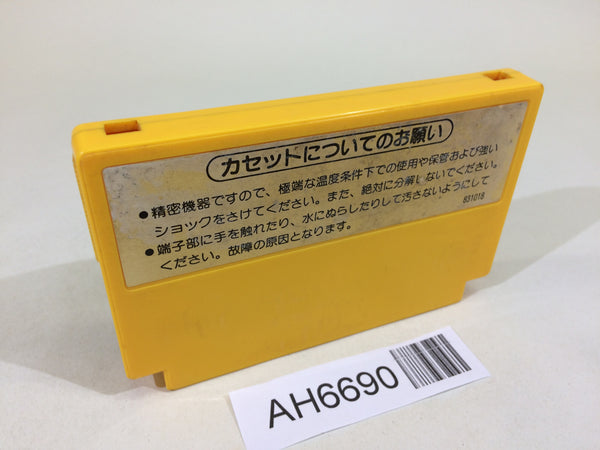 カセットについてのお願い
●精密機器ですので、極端な温度条件下での使用や保管および強い
ショックをさけてください。また、絶対に分解しないでください。
●端子部に手を触れたり、水にぬらしたりして汚さないようにして
ください。故障の原因となります。
831018
AH6690